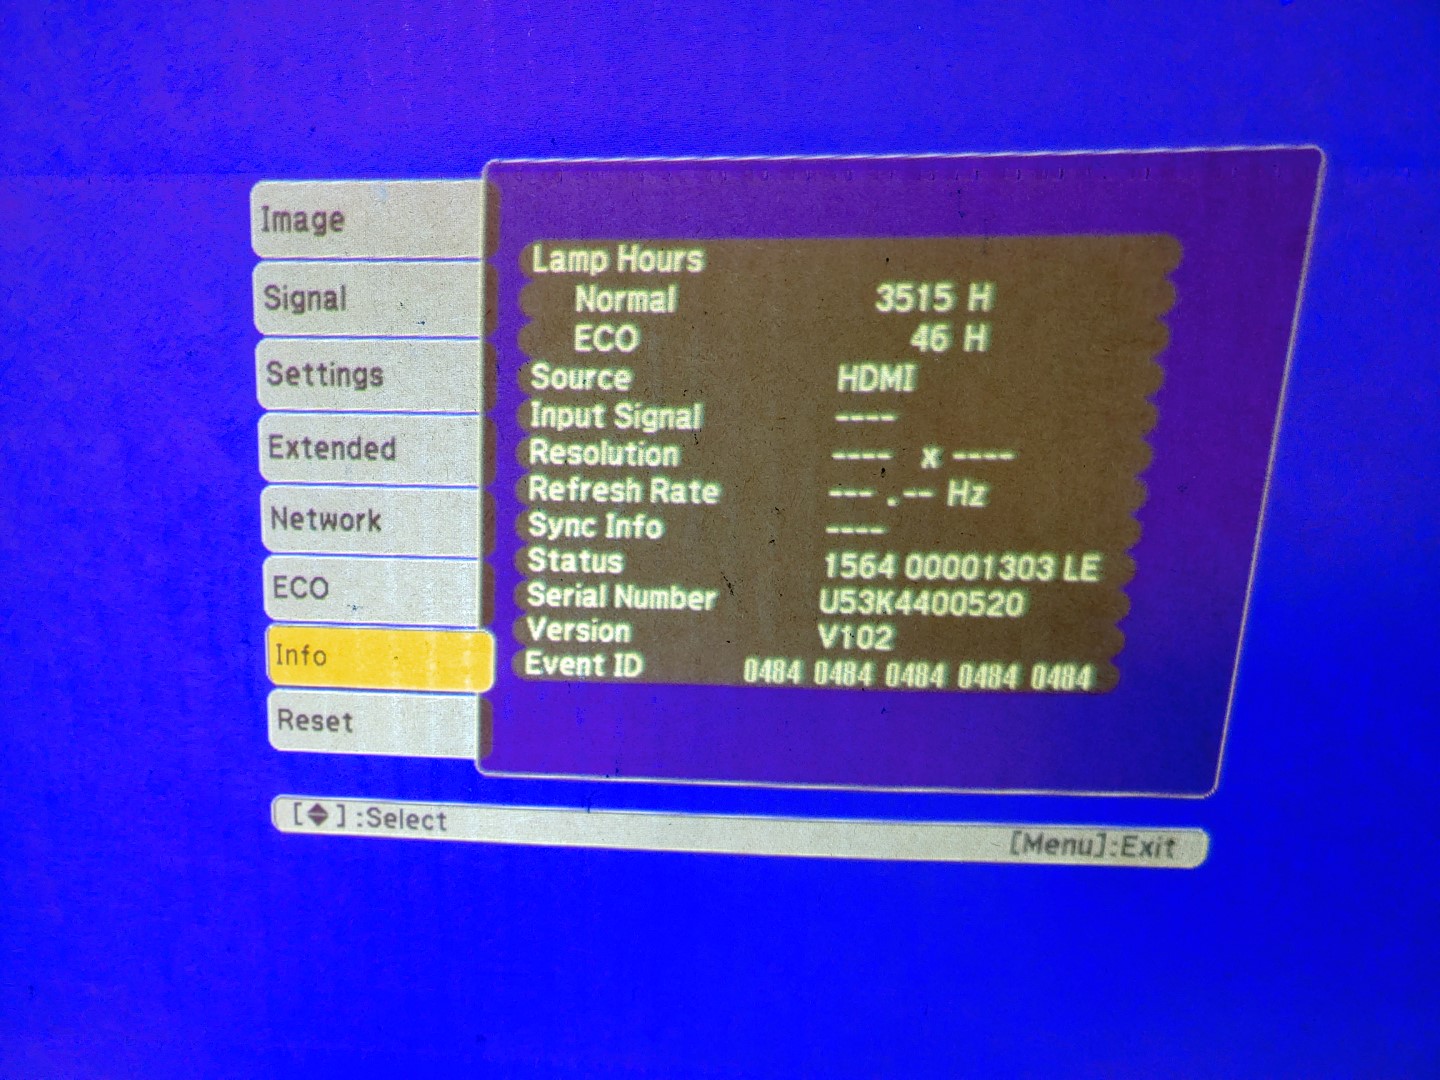 Image
Signal
Settings
Extended
Network
ECO
Info
Reset
Lamp Hours
Normal 3515 H
ECO 46 H
Source HDMI
Input Signal ----
Resolution ---- x ----
Refresh Rate --- .-- Hz
Sync Info ----
Status 1564 00001303 LE
Serial Number U53K4400520
Version V102
Event ID 0484 0484 0484 0484 0484
[♦] :Select [Menu]:Exit